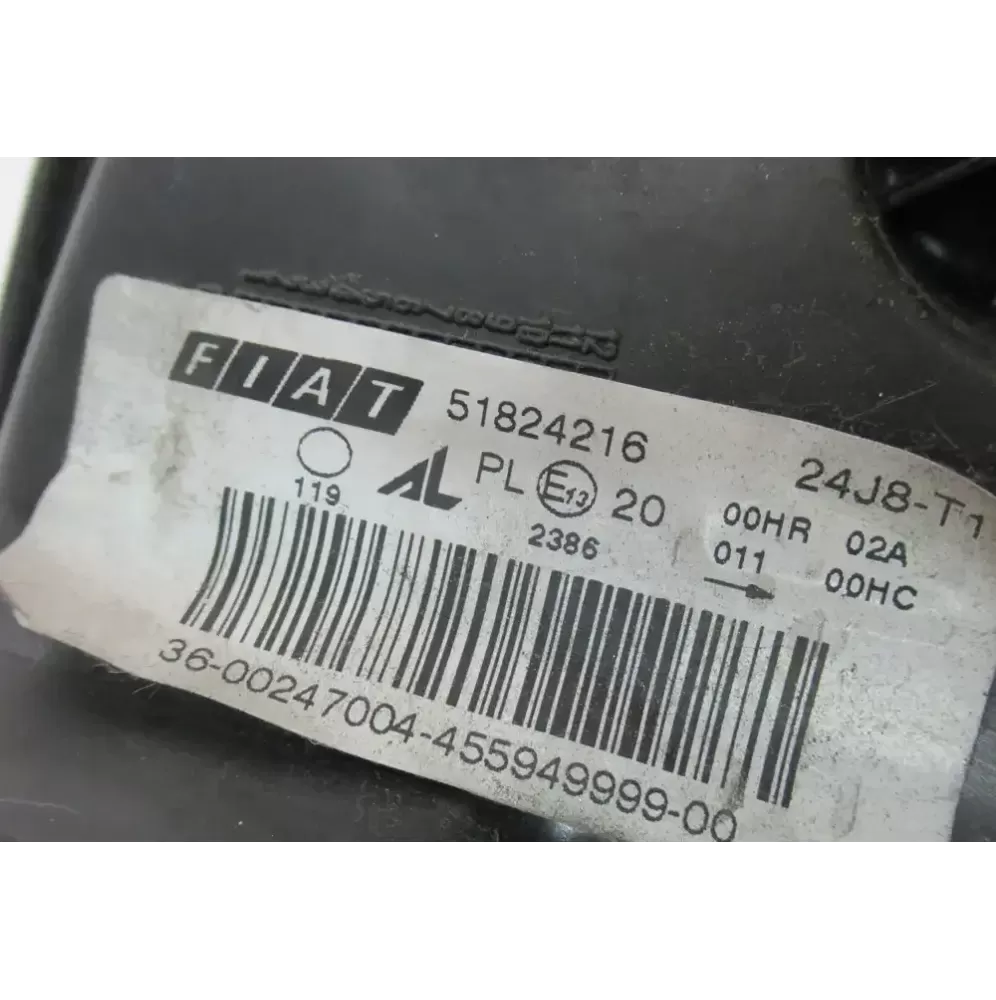 FIAT 51824216 24J8-T1
119 AL PL E13 20 00HR 02A
2386 011 00HC
36-00247004-455949999-00